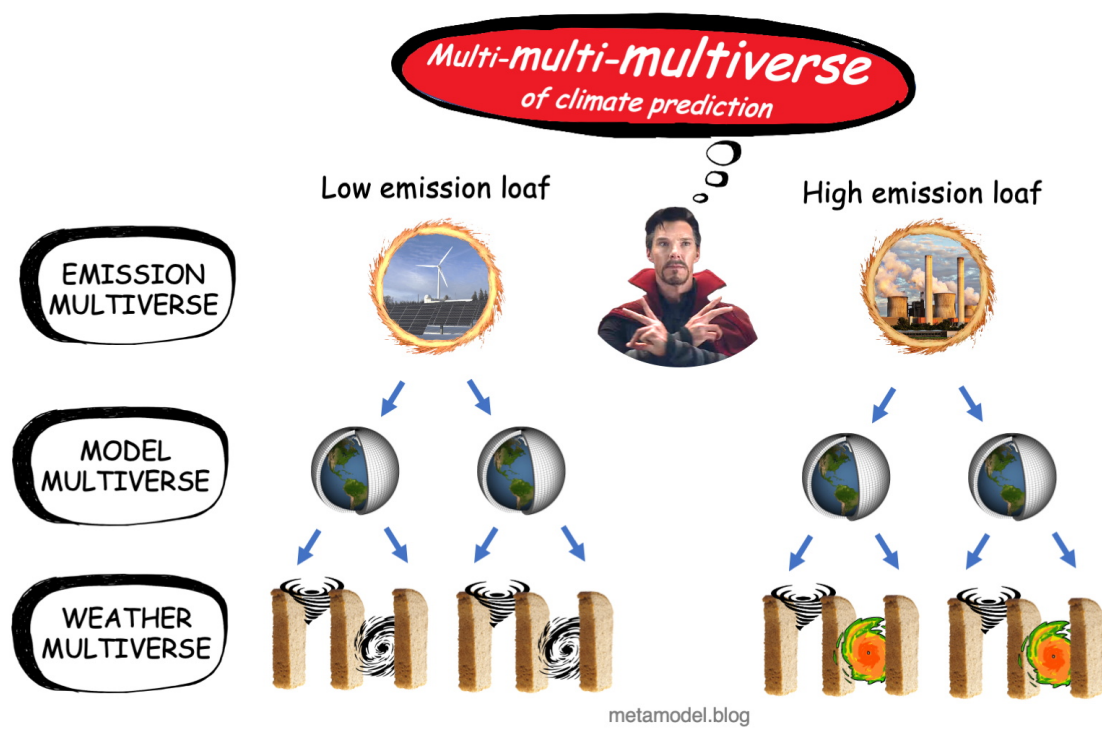 Multi-multi-multiverse
of climate prediction
Low emission loaf
High emission loaf
EMISSION
MULTIVERSE
MODEL
MULTIVERSE
WEATHER
MULTIVERSE
metamodel.blog